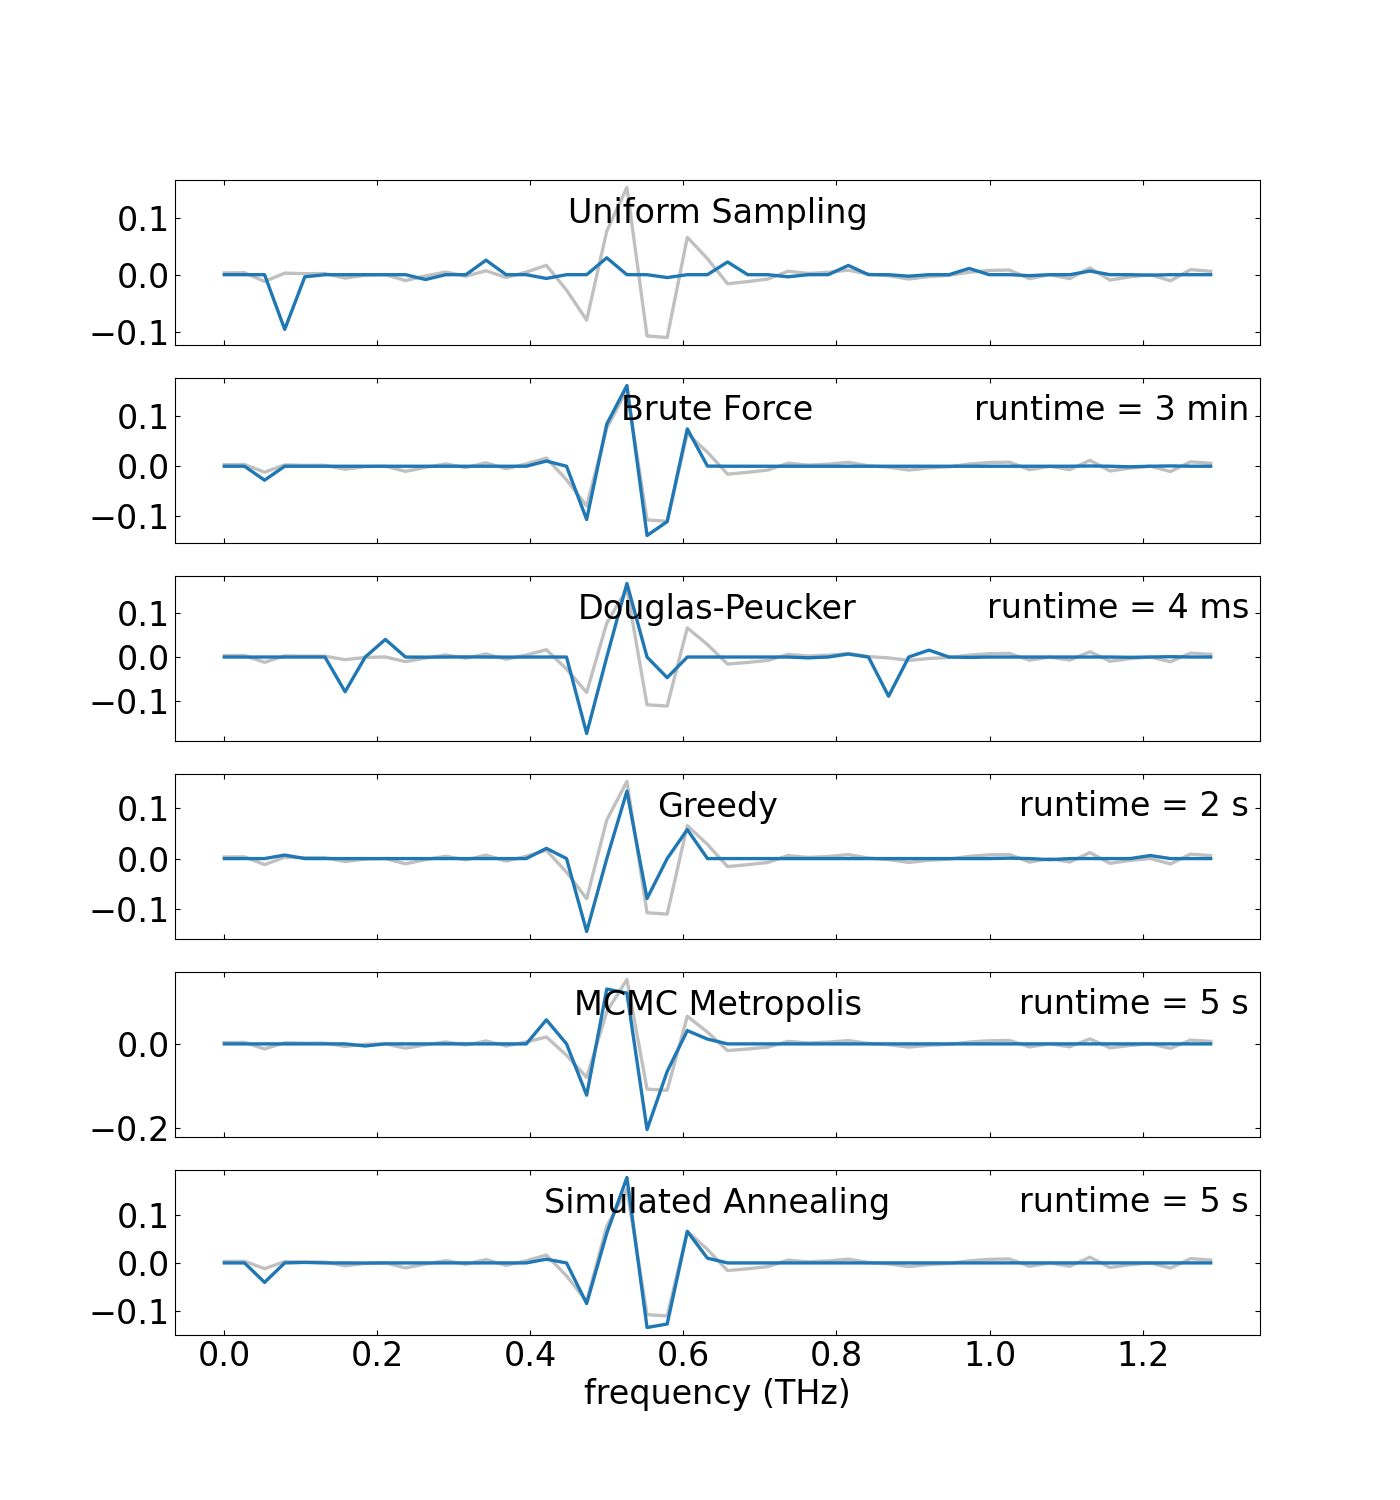 Uniform Sampling
0.1
0.0
−0.1
Brute Force runtime = 3 min
0.1
0.0
−0.1
Douglas-Peucker runtime = 4 ms
0.1
0.0
−0.1
Greedy runtime = 2 s
0.1
0.0
−0.1
MCMC Metropolis runtime = 5 s
0.0
−0.2
Simulated Annealing runtime = 5 s
0.1
0.0
−0.1
0.0 0.2 0.4 0.6 0.8 1.0 1.2
frequency (THz)